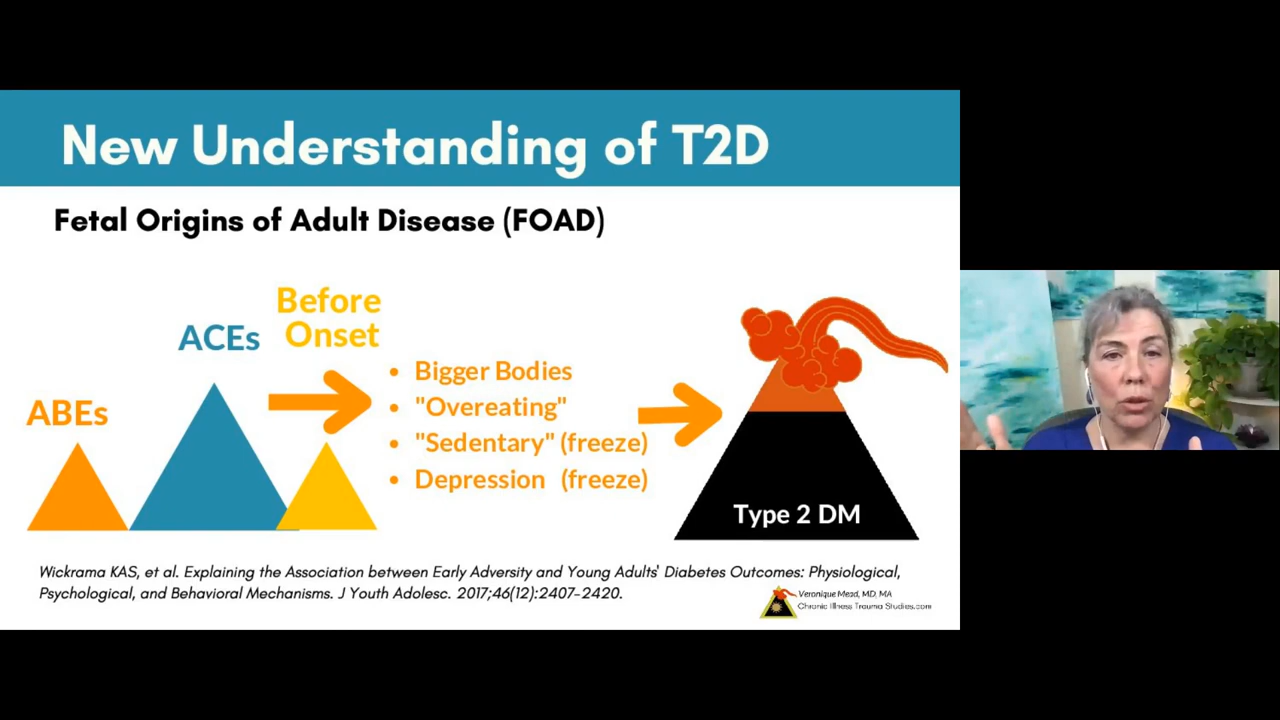 New Understanding of T2D
Fetal Origins of Adult Disease (FOAD)
ABEs
ACEs
Before
Onset
• Bigger Bodies
• "Overeating"
• "Sedentary" (freeze)
• Depression (freeze)
Type 2 DM
Wickrama KAS, et al. Explaining the Association between Early Adversity and Young Adults' Diabetes Outcomes: Physiological,
Psychological, and Behavioral Mechanisms. J Youth Adolesc. 2017;46(12):2407-2420.
Veronique Mead, MD, MA
Chronic Illness Trauma Studies.com